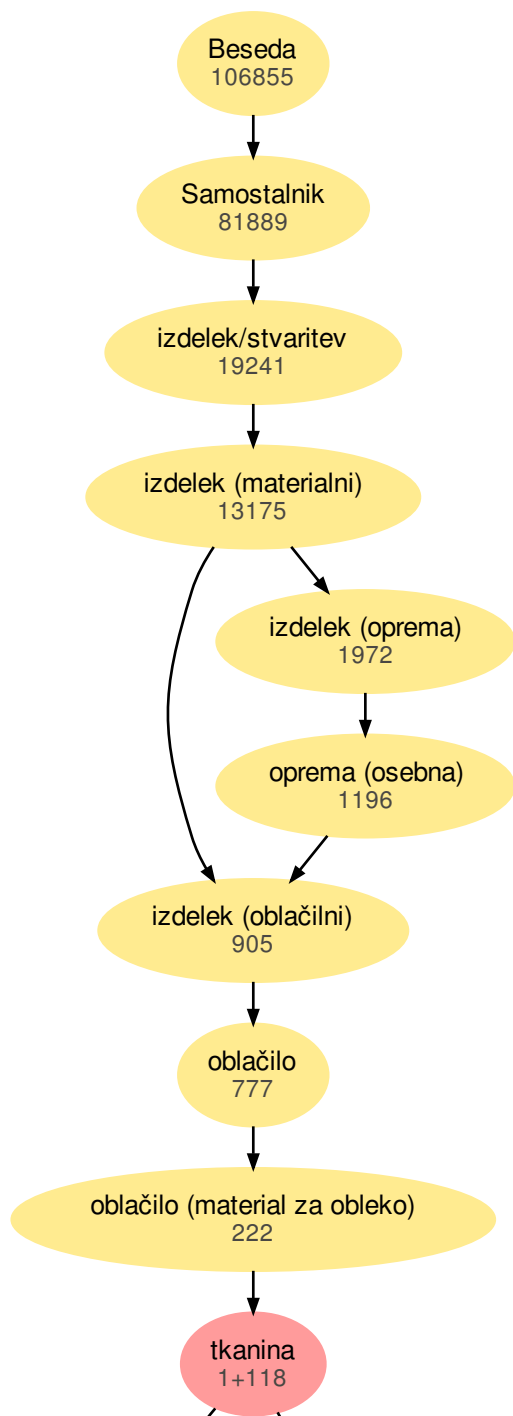 Beseda
106855
Samostalnik
81889
izdelek/stvaritev
19241
izdelek (materialni)
13175
izdelek (oprema)
1972
oprema (osebna)
1196
izdelek (oblačilni)
905
oblačilo
777
oblačilo (material za obleko)
222
tkanina
1+118